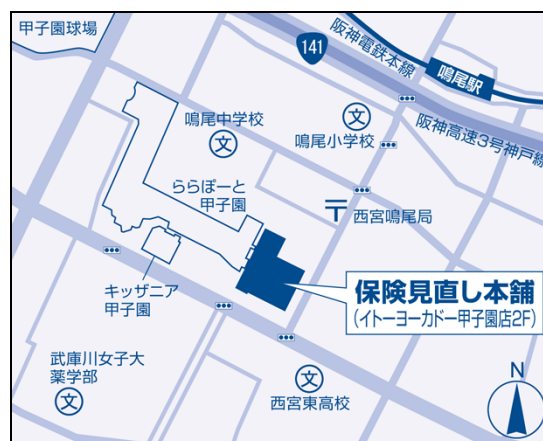 甲子園球場
141
阪神電鉄本線
鳴尾駅
阪神高速3号神戸線
鳴尾中学校
文
鳴尾小学校
文
ららぽーと
甲子園
〒
西宮鳴尾局
キッザニア
甲子園
保険見直し本舗
(イトーヨーカドー甲子園店2F)
武庫川女子大
薬学部
文
文
西宮東高校
N